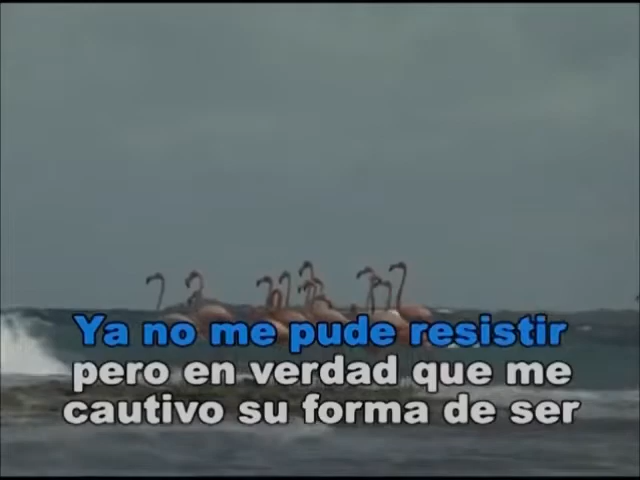 Ya no me pude resistir
pero en verdad que me
cautivo su forma de ser